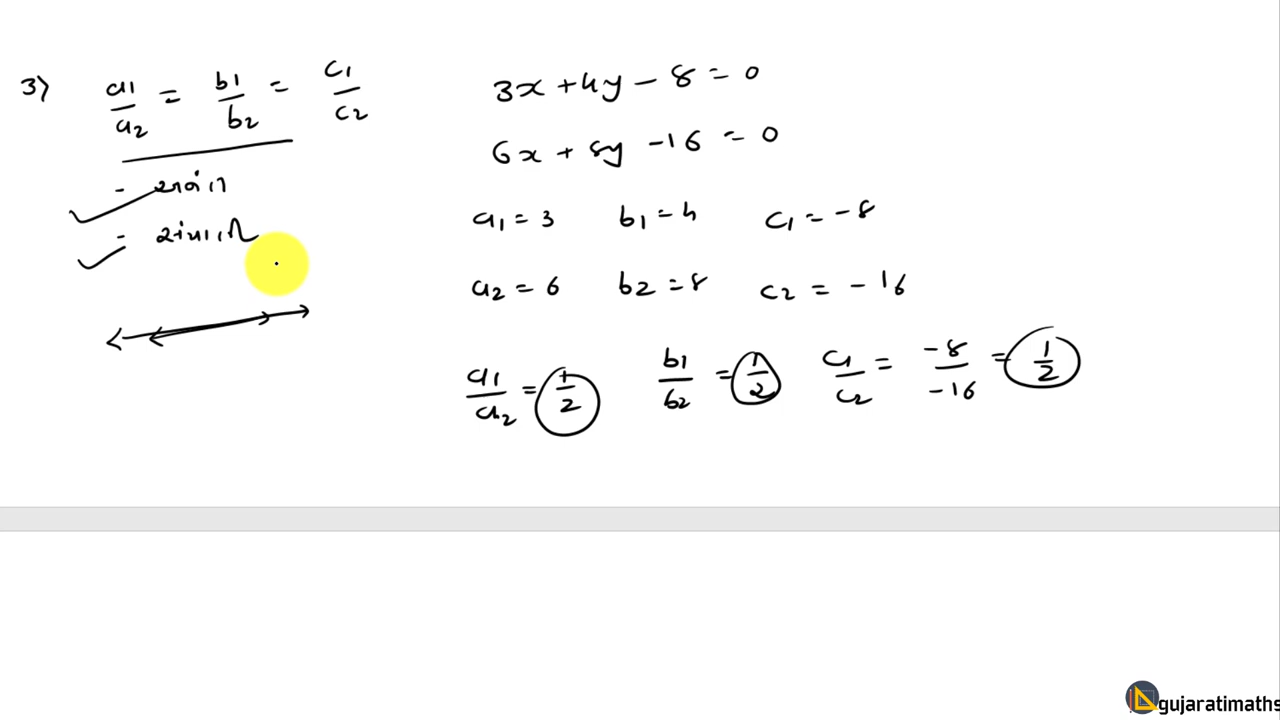 3) a1/a2 = b1/b2 = c1/c2
- અનંત
- સંપાતી
3x + 4y - 8 = 0
6x + 8y - 16 = 0
a1 = 3 b1 = 4 c1 = -8
a2 = 6 b2 = 8 c2 = -16
a1/a2 = 1/2 b1/b2 = 1/2 c1/c2 = -8/-16 = 1/2
gujaratimaths